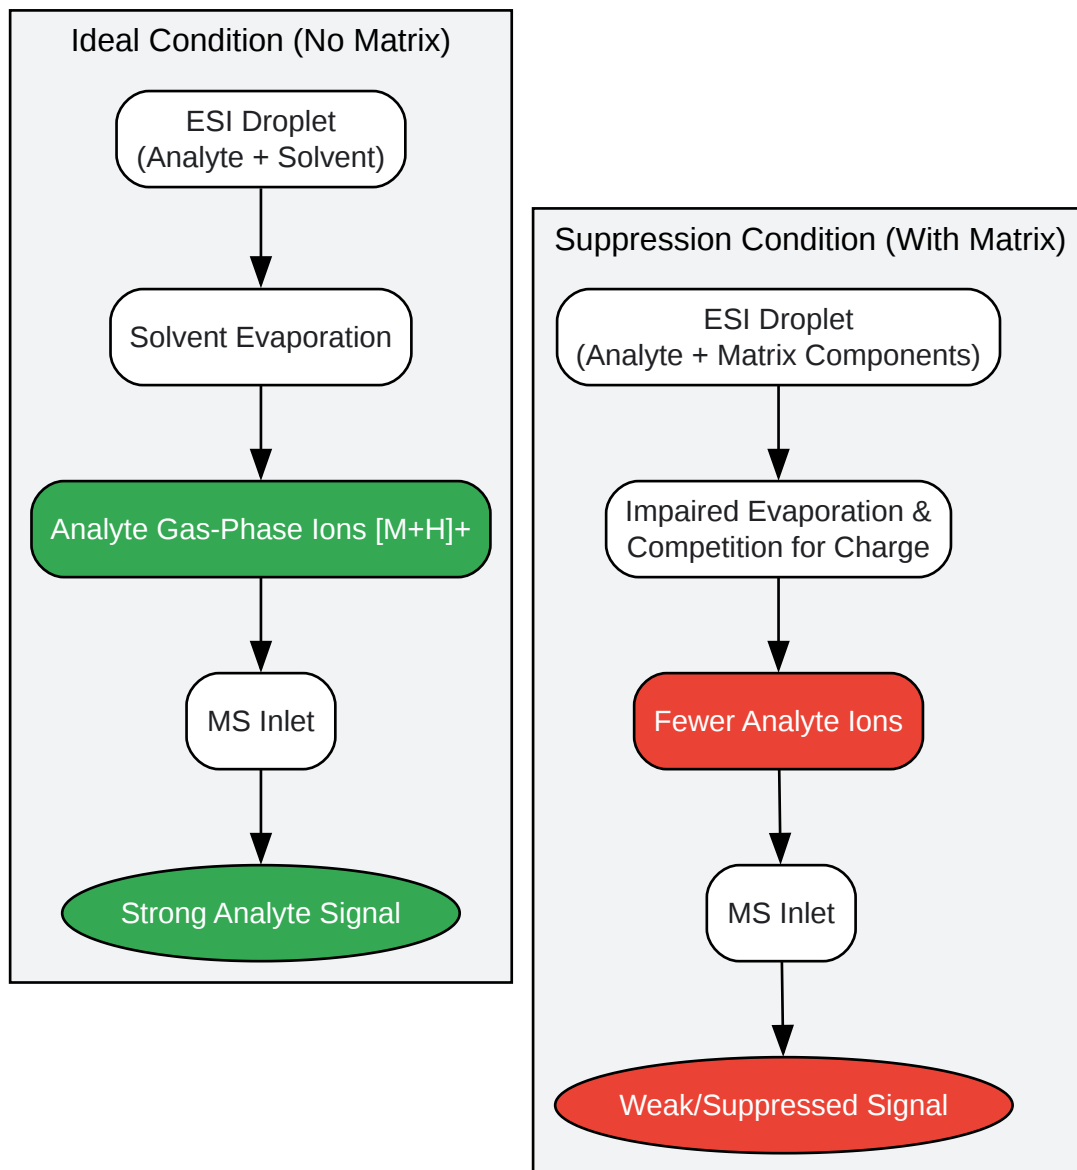 Ideal Condition (No Matrix)
ESI Droplet
(Analyte + Solvent)
Solvent Evaporation
Analyte Gas-Phase Ions [M+H]+
MS Inlet
Strong Analyte Signal
Suppression Condition (With Matrix)
ESI Droplet
(Analyte + Matrix Components)
Impaired Evaporation &
Competition for Charge
Fewer Analyte Ions
MS Inlet
Weak/Suppressed Signal